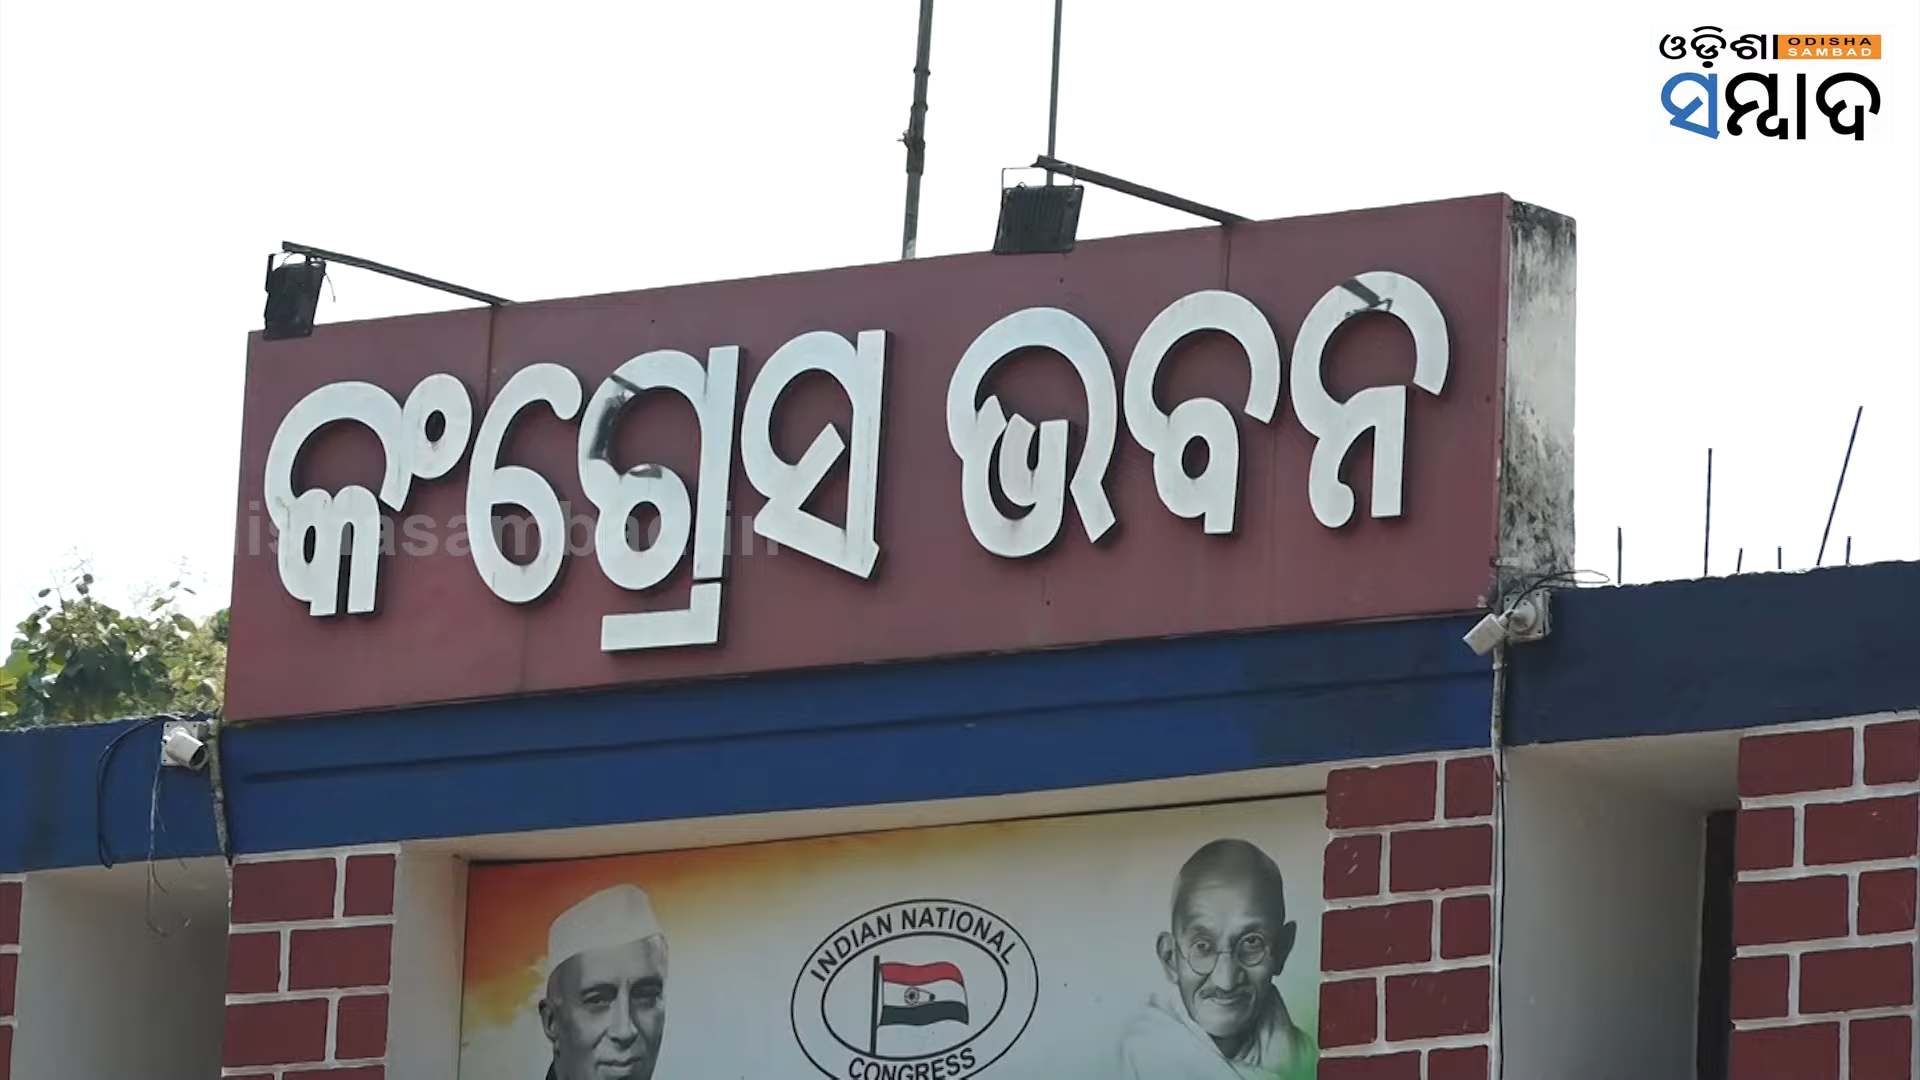 ଓଡ଼ିଶା ODISHA
SAMBAD
ସମ୍ବାଦ
କଂଗ୍ରେସ ଭବନ
INDIAN NATIONAL
CONGRESS